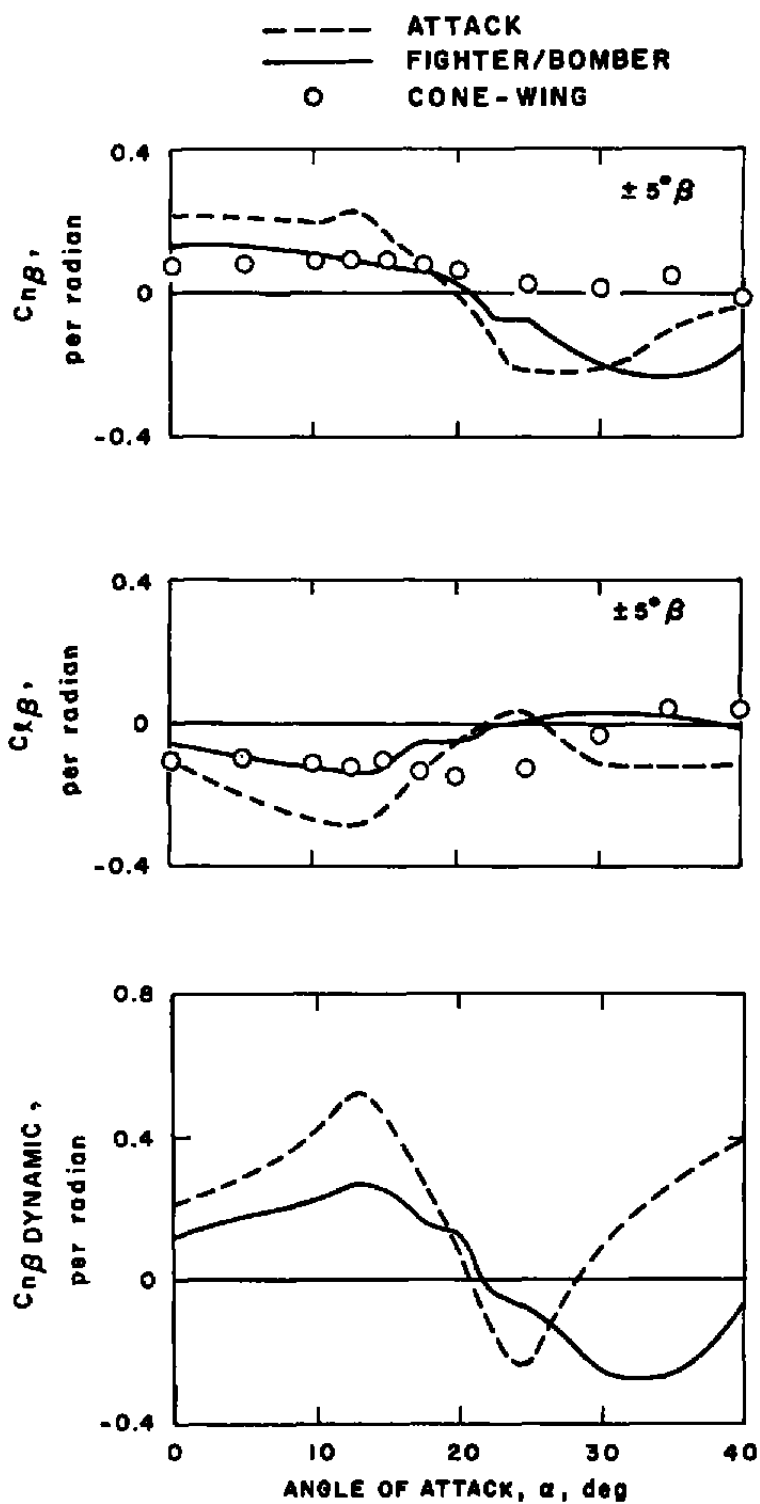 ATTACK
FIGHTER/BOMBER
CONE-WING
0.4
±5°β
Cnβ,
per radian
0
-0.4
0.4
±5°β
Clβ,
per radian
0
-0.4
0.8
0.4
Cnβ DYNAMIC,
per radian
0
-0.4
0 10 20 30 40
ANGLE OF ATTACK, α, deg